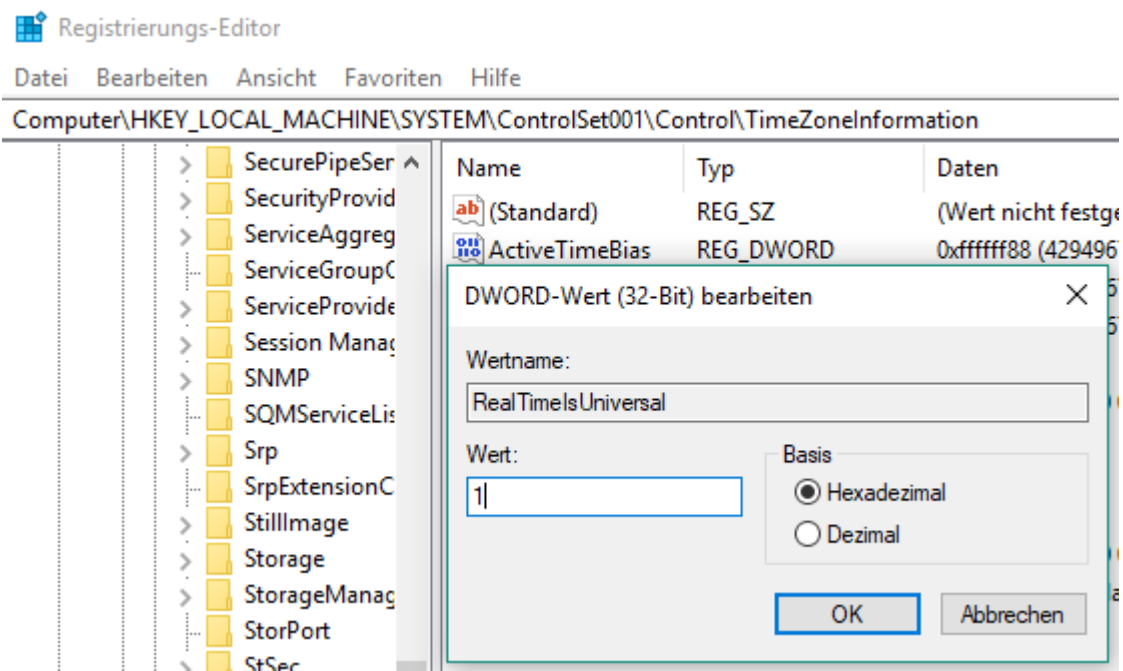 Registrierungs-Editor
Datei Bearbeiten Ansicht Favoriten Hilfe
Computer\HKEY_LOCAL_MACHINE\SYSTEM\ControlSet001\Control\TimeZoneInformation
SecurePipeSer
SecurityProvid
ServiceAggreg
ServiceGroupC
ServiceProvide
Session Manag
SNMP
SQMServiceLis
Srp
SrpExtensionC
StillImage
Storage
StorageManag
StorPort
StSec
Name Typ Daten
(Standard) REG_SZ (Wert nicht festge
ActiveTimeBias REG_DWORD 0xffffff88 (429496
DWORD-Wert (32-Bit) bearbeiten
Wertname:
RealTimeIsUniversal
Wert:
1
Basis
Hexadezimal
Dezimal
OK Abbrechen